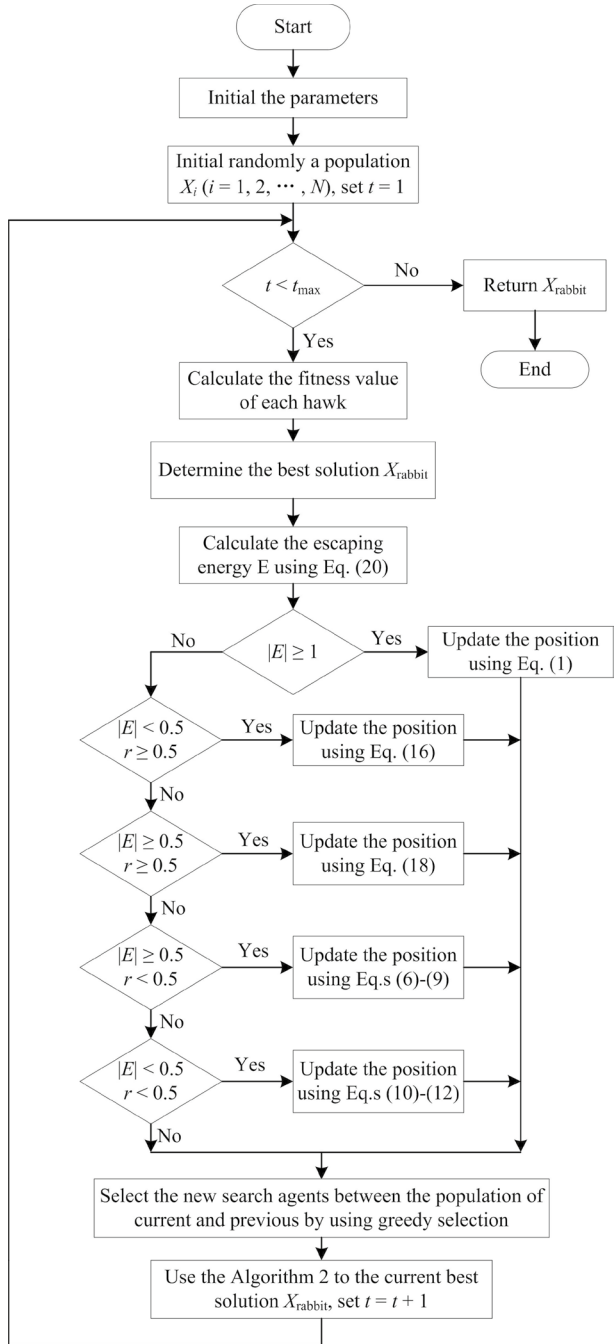 Start
Initial the parameters
Initial randomly a population
Xi (i = 1, 2, ⋯ , N), set t = 1
t < tmax
No
Return Xrabbit
End
Yes
Calculate the fitness value
of each hawk
Determine the best solution Xrabbit
Calculate the escaping
energy E using Eq. (20)
|E| ≥ 1
No
Yes
Update the position
using Eq. (1)
|E| < 0.5
r ≥ 0.5
Yes
Update the position
using Eq. (16)
No
|E| ≥ 0.5
r ≥ 0.5
Yes
Update the position
using Eq. (18)
No
|E| ≥ 0.5
r < 0.5
Yes
Update the position
using Eq.s (6)-(9)
No
|E| < 0.5
r < 0.5
Yes
Update the position
using Eq.s (10)-(12)
No
Select the new search agents between the population of
current and previous by using greedy selection
Use the Algorithm 2 to the current best
solution Xrabbit, set t = t + 1